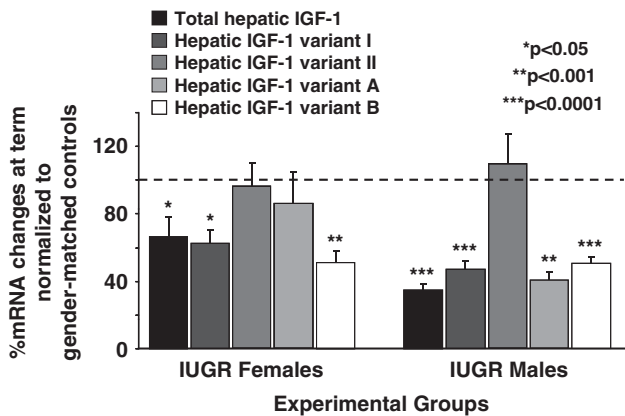 Total hepatic IGF-1
Hepatic IGF-1 variant I
Hepatic IGF-1 variant II
Hepatic IGF-1 variant A
Hepatic IGF-1 variant B
*p<0.05
**p<0.001
***p<0.0001
%mRNA changes at term
normalized to
gender-matched controls
120
80
40
0
*
*
**
***
***
**
***
IUGR Females
IUGR Males
Experimental Groups